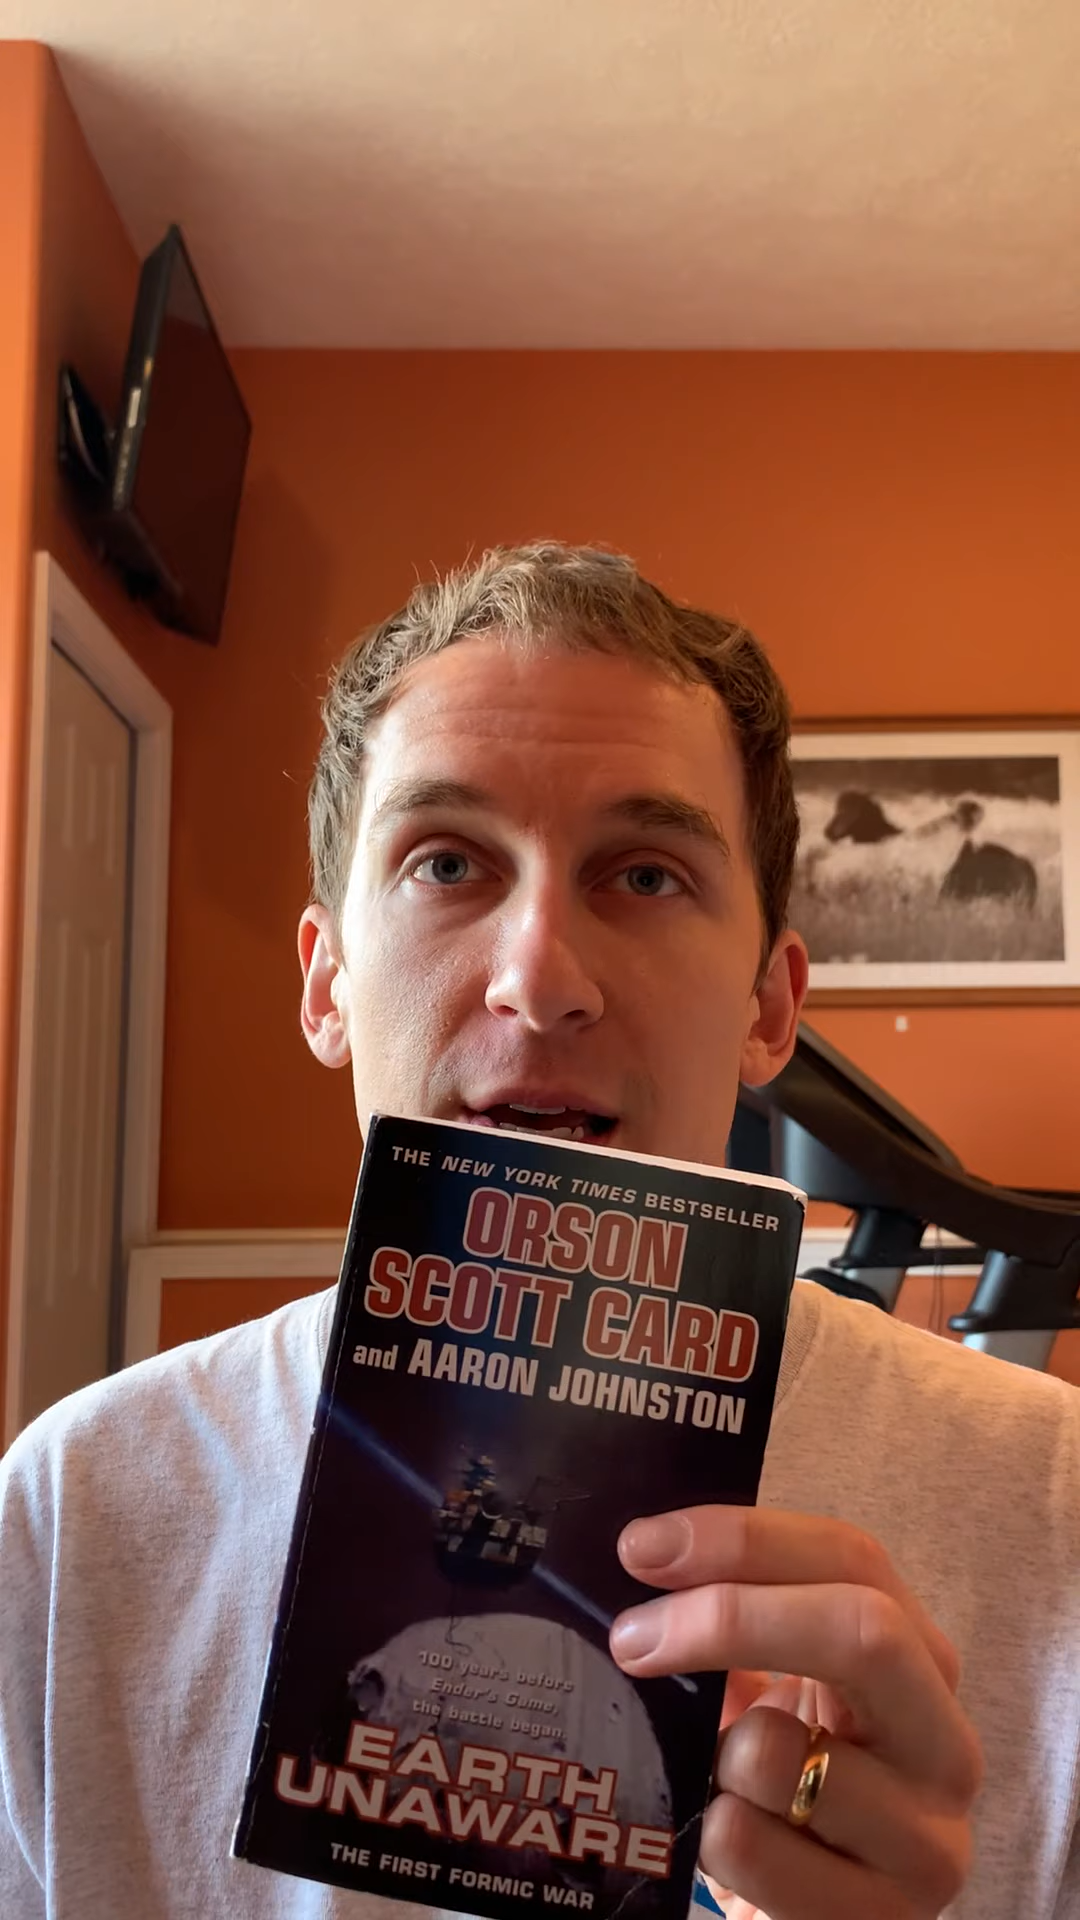 THE NEW YORK TIMES BESTSELLER
ORSON
SCOTT CARD
and AARON JOHNSTON
100 years before
Ender's Game,
the battle began.
EARTH
UNAWARE
THE FIRST FORMIC WAR